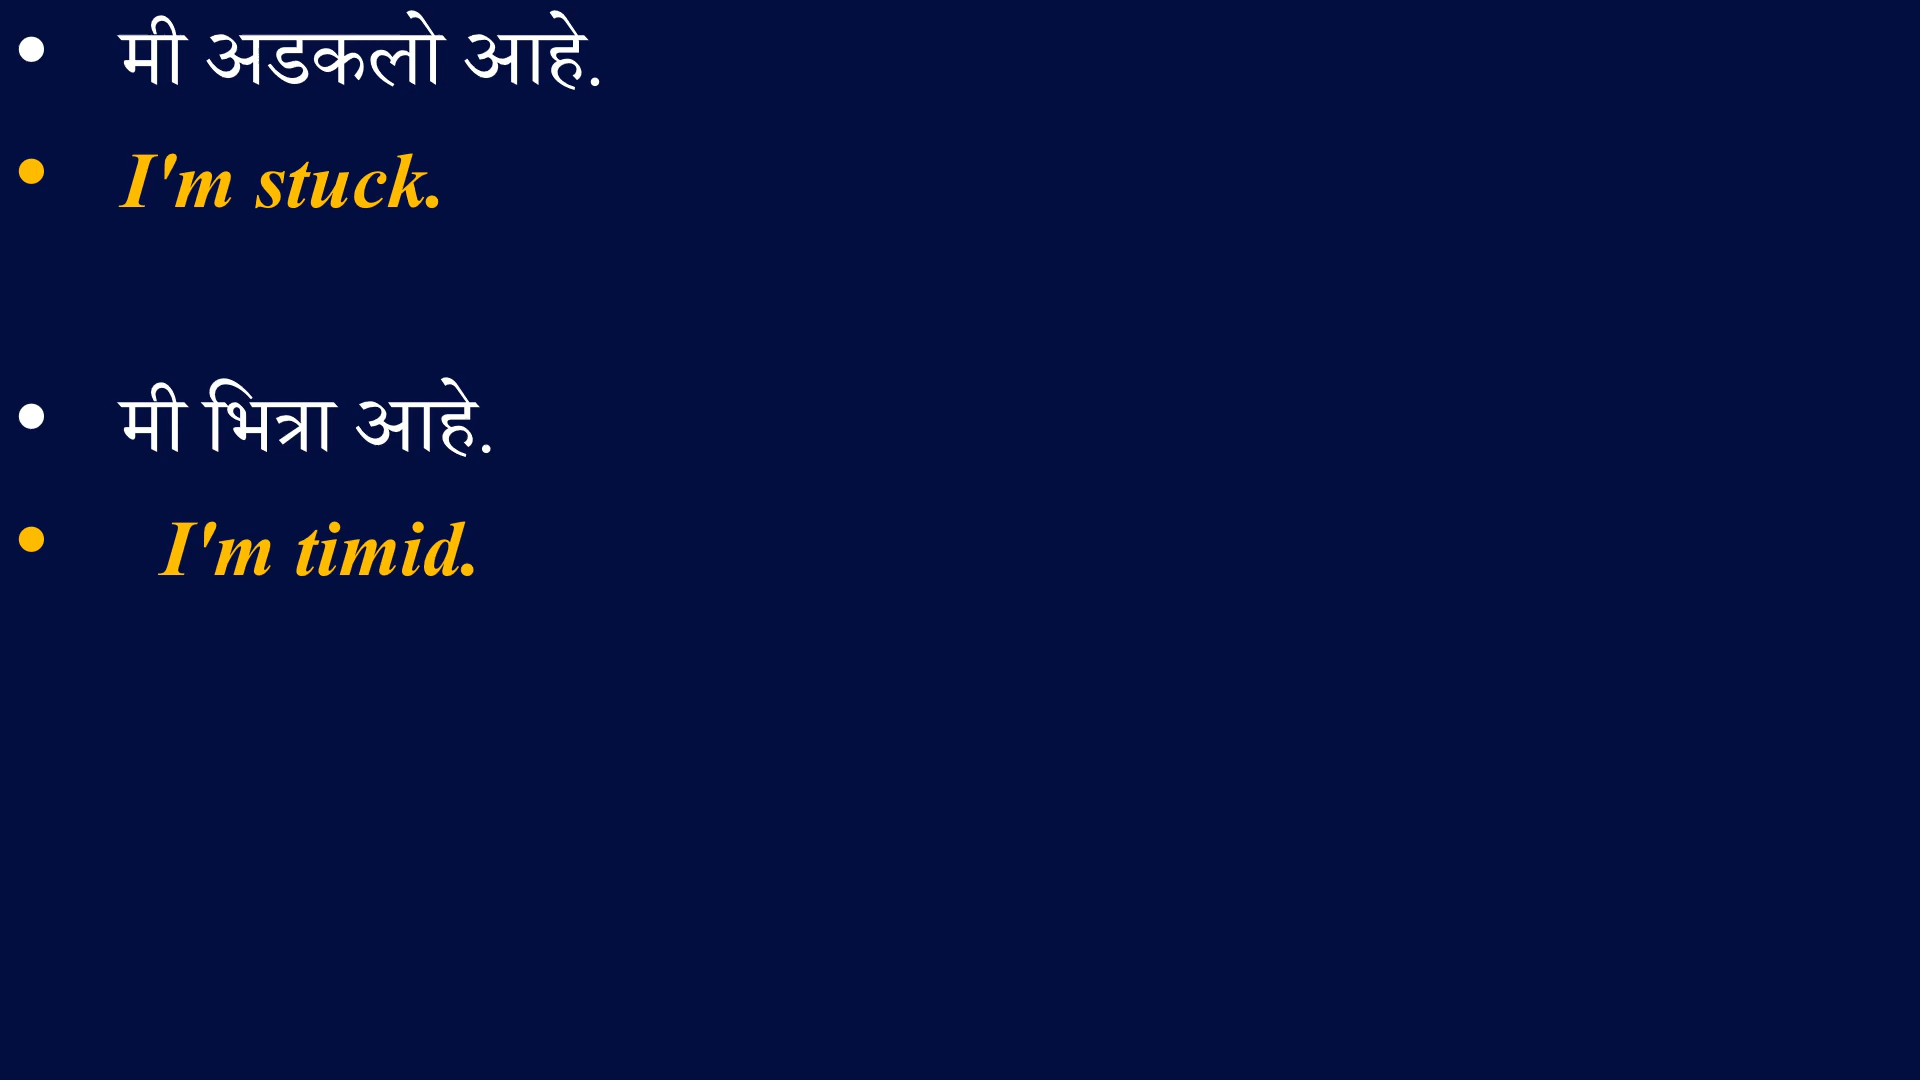 • मी अडकलो आहे.
• I'm stuck.
• मी भित्रा आहे.
• I'm timid.